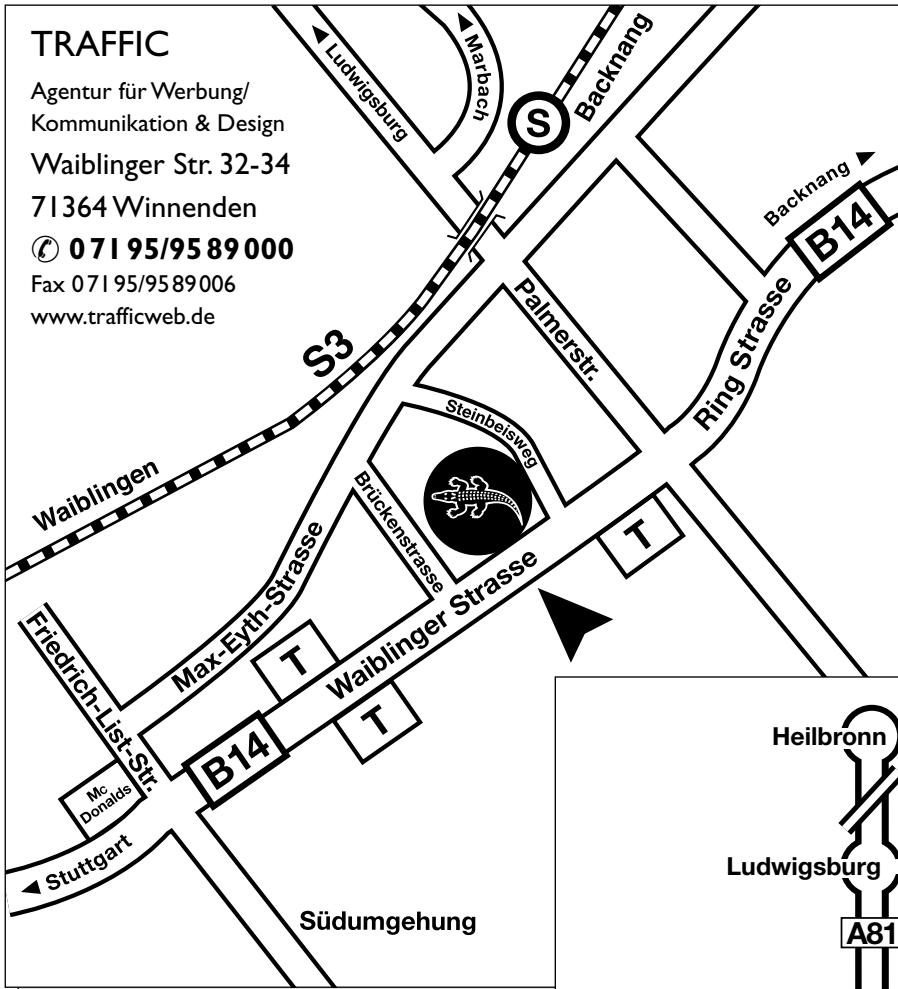 TRAFFIC
Agentur für Werbung/
Kommunikation & Design
Waiblinger Str. 32-34
71364 Winnenden
✆ 0 71 95/95 89 000
Fax 0 71 95/95 89 006
www.trafficweb.de
Ludwigsburg
Marbach
S
Backnang
Backnang
B14
S3
Palmerstr.
Ring Strasse
Steinbeisweg
Waiblingen
Brückenstrasse
Max-Eyth-Strasse
Waiblinger Strasse
T
Friedrich-List-Str.
T
T
B14
Mc
Donalds
Stuttgart
Südumgehung
Heilbronn
Ludwigsburg
A81